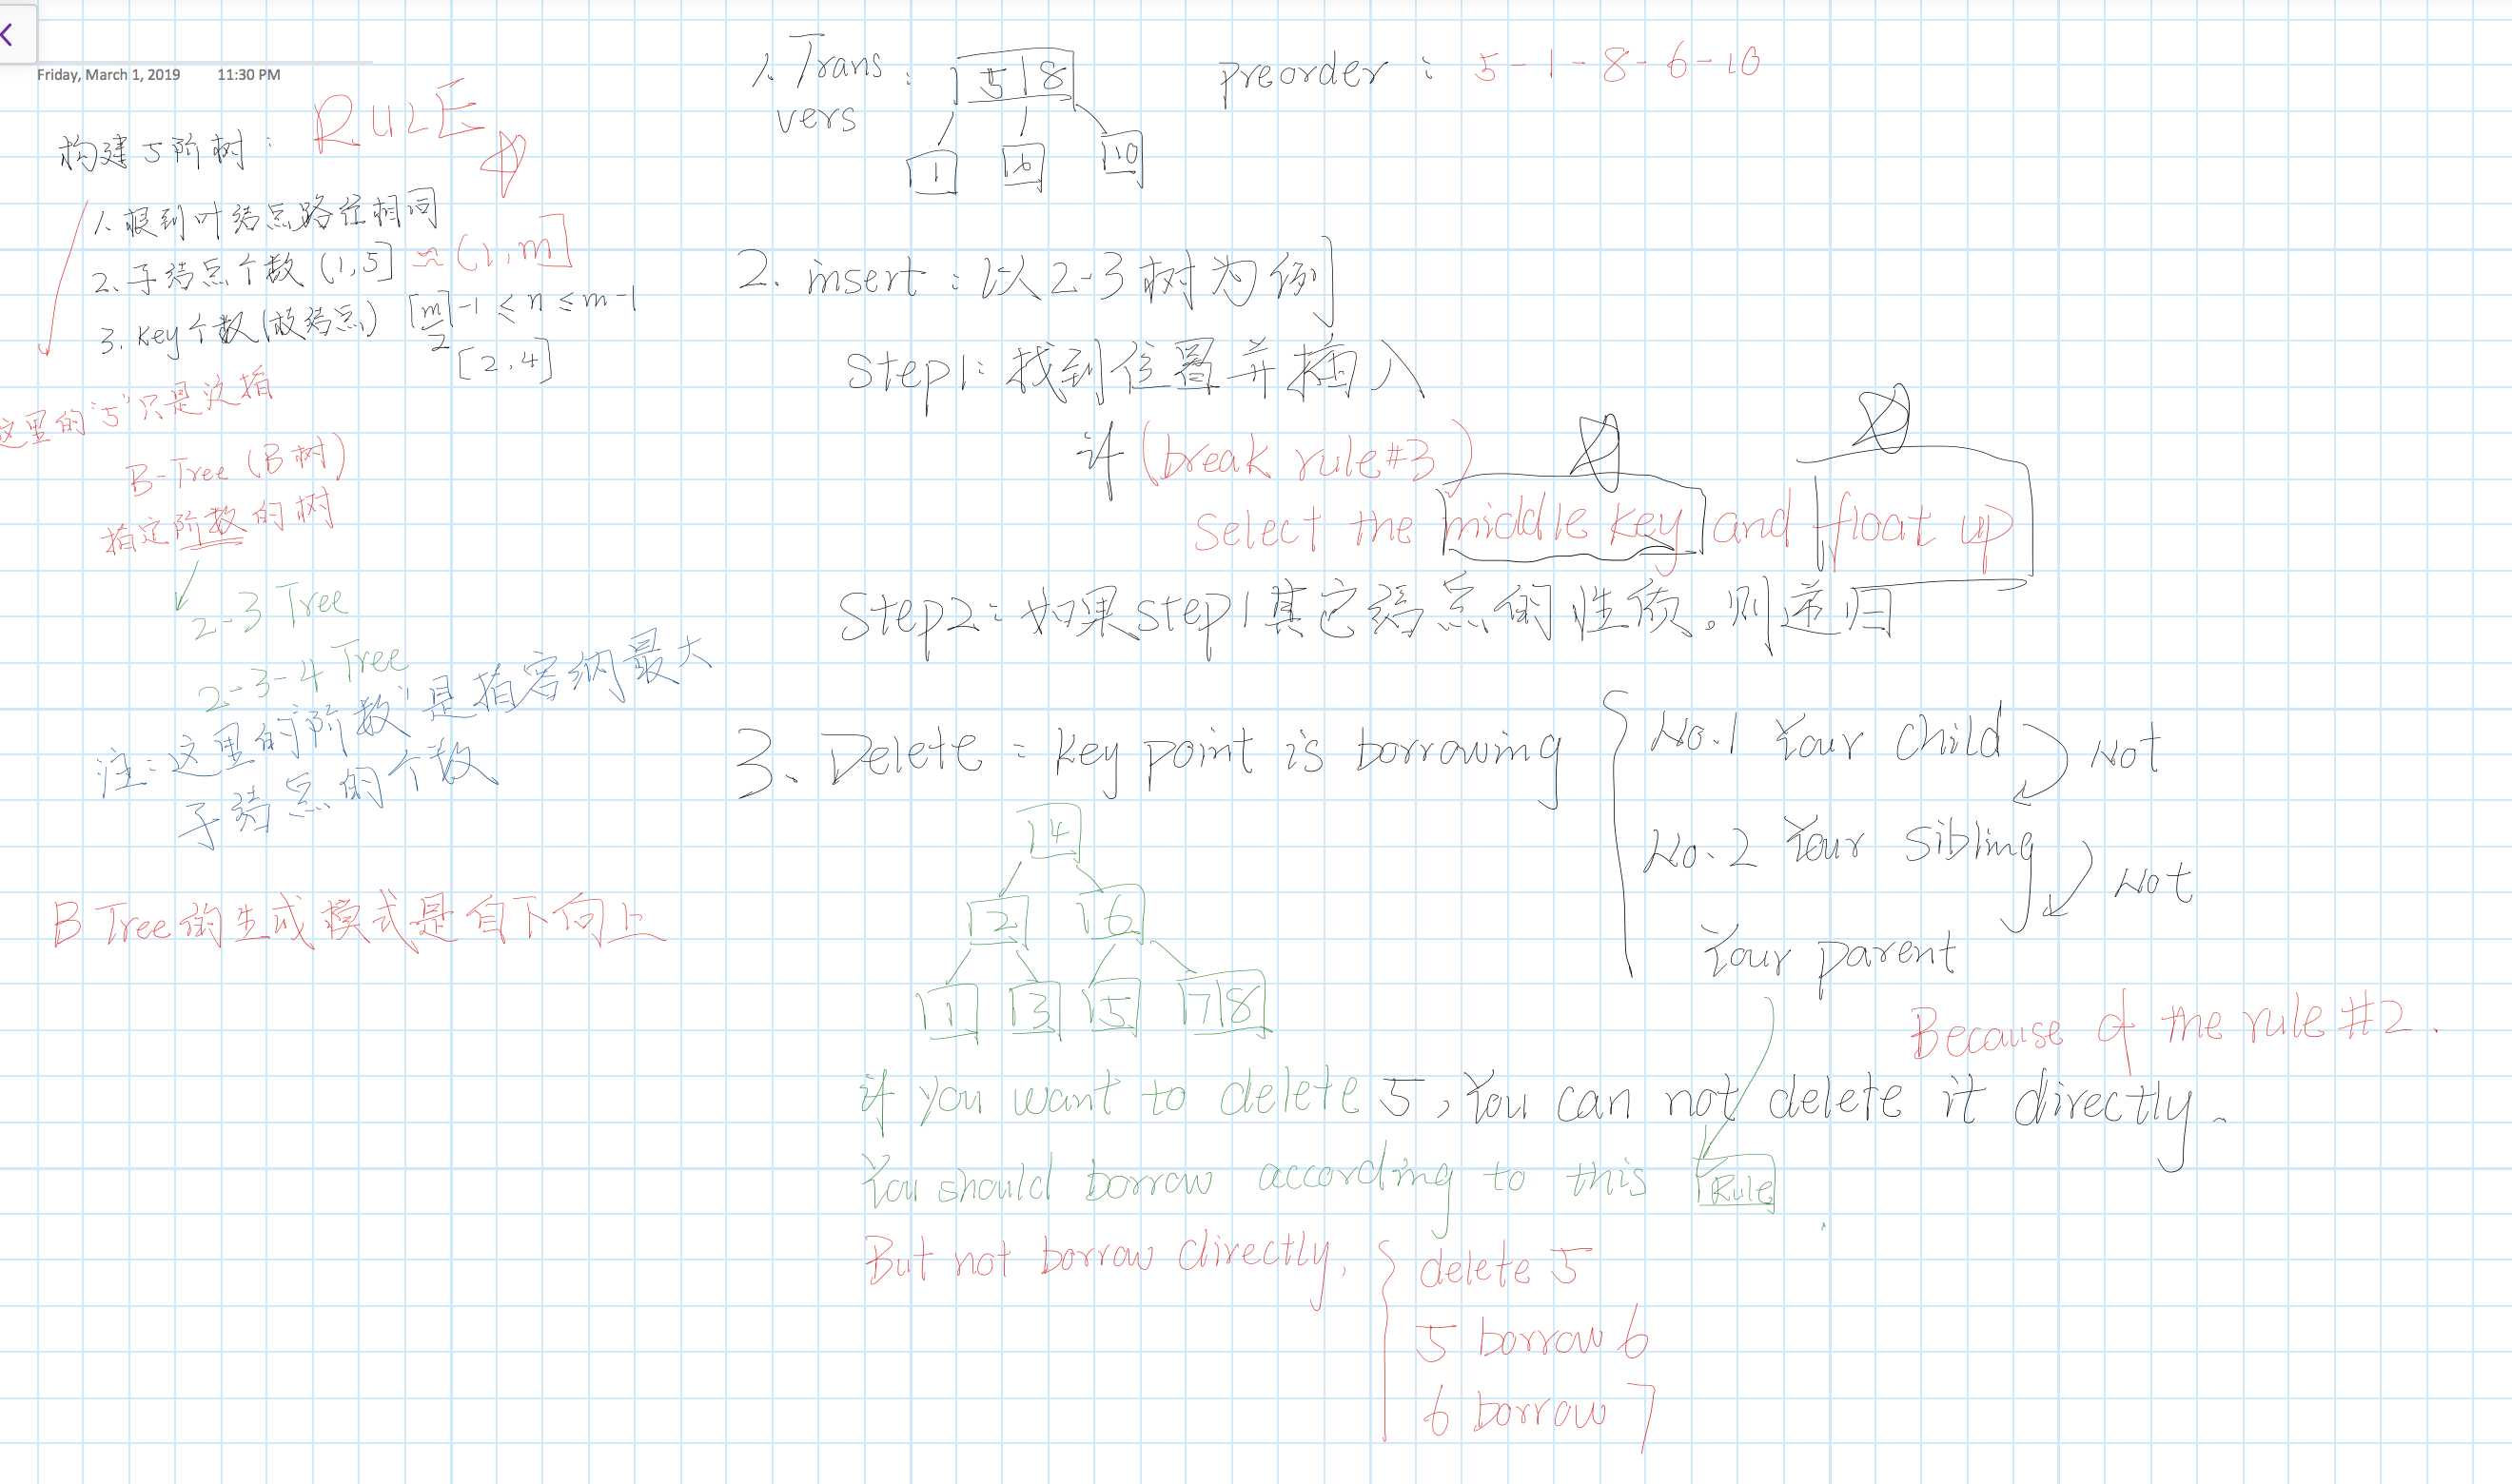 Friday, March 1, 2019 11:30 PM
构建5阶树: RULE
1. 根到叶结点路径相同
2. 子结点个数 (1,5] ≈ (1,m]
3. key个数(故结点) [m/2]-1 ≤ n ≤ m-1
[2,4]
这里的"5"只是这指
B-Tree (B树)
指定阶数的树
2-3 Tree
2-3-4 Tree
注: 这里的"阶数"是指容纳最大
子结点的个数
B Tree的生成模式是自下向上
1. Trans
vers :
5 8
1 6 10
preorder : 5-1-8-6-10
2. insert : 以2-3树为例
Step1: 找到位置并插入
if (break rule#3)
select the middle key and float up
Step2: 如果step1其它结点的性质。则递归
3. Delete : key point is borrowing
No.1 Your child Not
No.2 Your sibling Not
Your parent
4
2 6
1 3 5 7 8
Because of the rule #2.
if you want to delete 5, You can not delete it directly.
You should borrow according to this Rule.
But not borrow directly.
delete 5
5 borrow 6
6 borrow 7